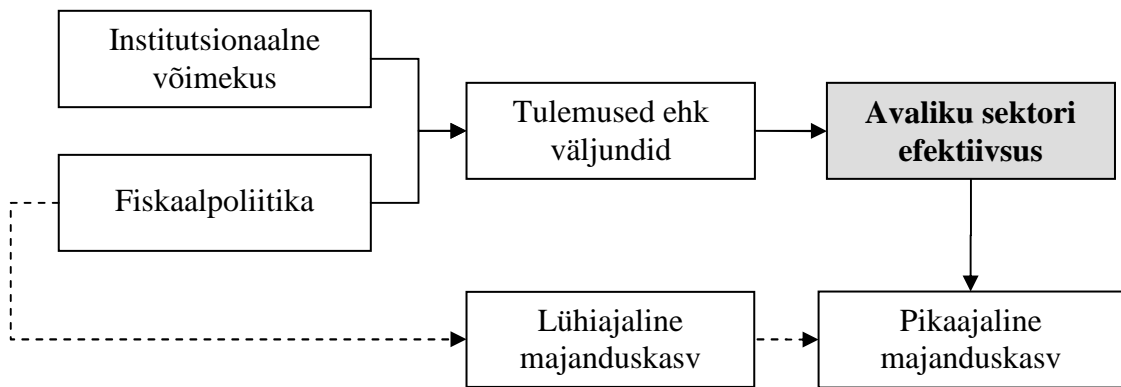 Institutsionaalne
võimekus
Tulemused ehk
väljundid
Avaliku sektori
efektiivsus
Fiskaalpoliitika
Lühiajaline
majanduskasv
Pikaajaline
majanduskasv